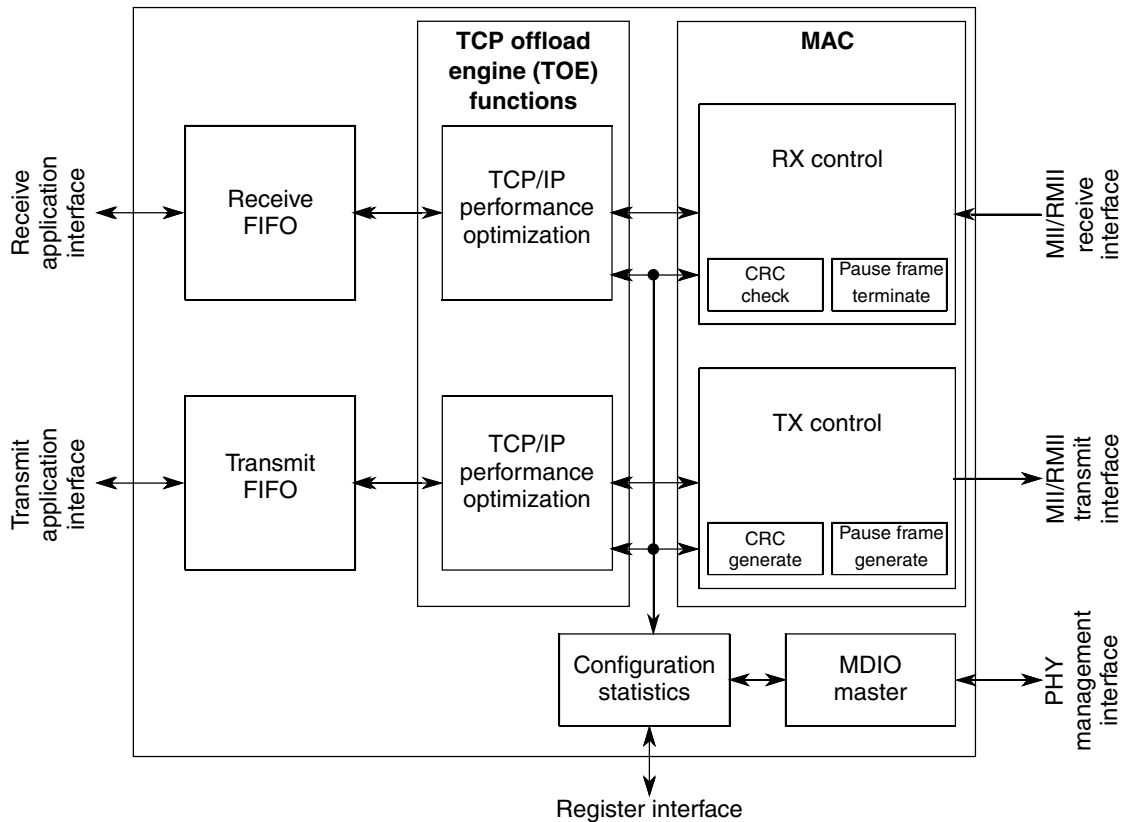 TCP offload
engine (TOE)
functions
MAC
Receive
application
interface
Receive
FIFO
TCP/IP
performance
optimization
RX control
CRC
check
Pause frame
terminate
MII/RMII
receive
interface
Transmit
application
interface
Transmit
FIFO
TCP/IP
performance
optimization
TX control
CRC
generate
Pause frame
generate
MII/RMII
transmit
interface
Configuration
statistics
MDIO
master
PHY
management
interface
Register interface